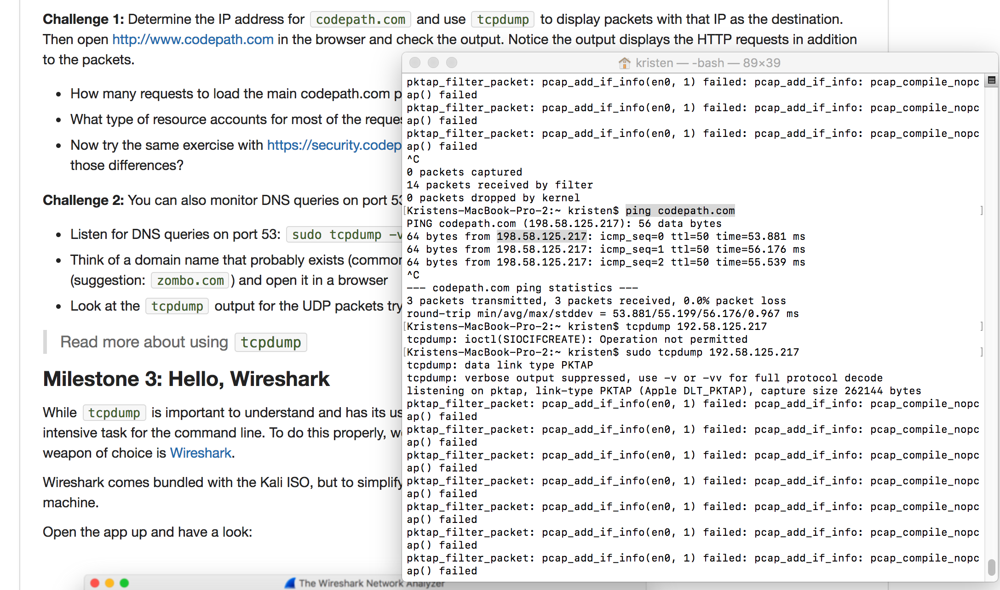 Challenge 1: Determine the IP address for codepath.com and use tcpdump to display packets with that IP as the destination.
Then open http://www.codepath.com in the browser and check the output. Notice the output displays the HTTP requests in addition
to the packets.
How many requests to load the main codepath.com p
What type of resource accounts for most of the reque
Now try the same exercise with https://security.codep
those differences?
Challenge 2: You can also monitor DNS queries on port 53
Listen for DNS queries on port 53: sudo tcpdump -v
Think of a domain name that probably exists (common
(suggestion: zombo.com ) and open it in a browser
Look at the tcpdump output for the UDP packets try
Read more about using tcpdump
Milestone 3: Hello, Wireshark
While tcpdump is important to understand and has its us
intensive task for the command line. To do this properly, we
weapon of choice is Wireshark.
Wireshark comes bundled with the Kali ISO, but to simplify
machine.
Open the app up and have a look:
The Wireshark Network Analyzer
kristen — -bash — 89×39
pktap_filter_packet: pcap_add_if_info(en0, 1) failed: pcap_add_if_info: pcap_compile_nopc
ap() failed
pktap_filter_packet: pcap_add_if_info(en0, 1) failed: pcap_add_if_info: pcap_compile_nopc
ap() failed
pktap_filter_packet: pcap_add_if_info(en0, 1) failed: pcap_add_if_info: pcap_compile_nopc
ap() failed
^C
0 packets captured
14 packets received by filter
0 packets dropped by kernel
[Kristens-MacBook-Pro-2:~ kristen$ ping codepath.com ]
PING codepath.com (198.58.125.217): 56 data bytes
64 bytes from 198.58.125.217: icmp_seq=0 ttl=50 time=53.881 ms
64 bytes from 198.58.125.217: icmp_seq=1 ttl=50 time=56.176 ms
64 bytes from 198.58.125.217: icmp_seq=2 ttl=50 time=55.539 ms
^C
--- codepath.com ping statistics ---
3 packets transmitted, 3 packets received, 0.0% packet loss
round-trip min/avg/max/stddev = 53.881/55.199/56.176/0.967 ms
[Kristens-MacBook-Pro-2:~ kristen$ tcpdump 192.58.125.217 ]
tcpdump: ioctl(SIOCIFCREATE): Operation not permitted
[Kristens-MacBook-Pro-2:~ kristen$ sudo tcpdump 192.58.125.217 ]
tcpdump: data link type PKTAP
tcpdump: verbose output suppressed, use -v or -vv for full protocol decode
listening on pktap, link-type PKTAP (Apple DLT_PKTAP), capture size 262144 bytes
pktap_filter_packet: pcap_add_if_info(en0, 1) failed: pcap_add_if_info: pcap_compile_nopc
ap() failed
pktap_filter_packet: pcap_add_if_info(en0, 1) failed: pcap_add_if_info: pcap_compile_nopc
ap() failed
pktap_filter_packet: pcap_add_if_info(en0, 1) failed: pcap_add_if_info: pcap_compile_nopc
ap() failed
pktap_filter_packet: pcap_add_if_info(en0, 1) failed: pcap_add_if_info: pcap_compile_nopc
ap() failed
pktap_filter_packet: pcap_add_if_info(en0, 1) failed: pcap_add_if_info: pcap_compile_nopc
ap() failed
pktap_filter_packet: pcap_add_if_info(en0, 1) failed: pcap_add_if_info: pcap_compile_nopc
ap() failed
pktap_filter_packet: pcap_add_if_info(en0, 1) failed: pcap_add_if_info: pcap_compile_nopc
ap() failed